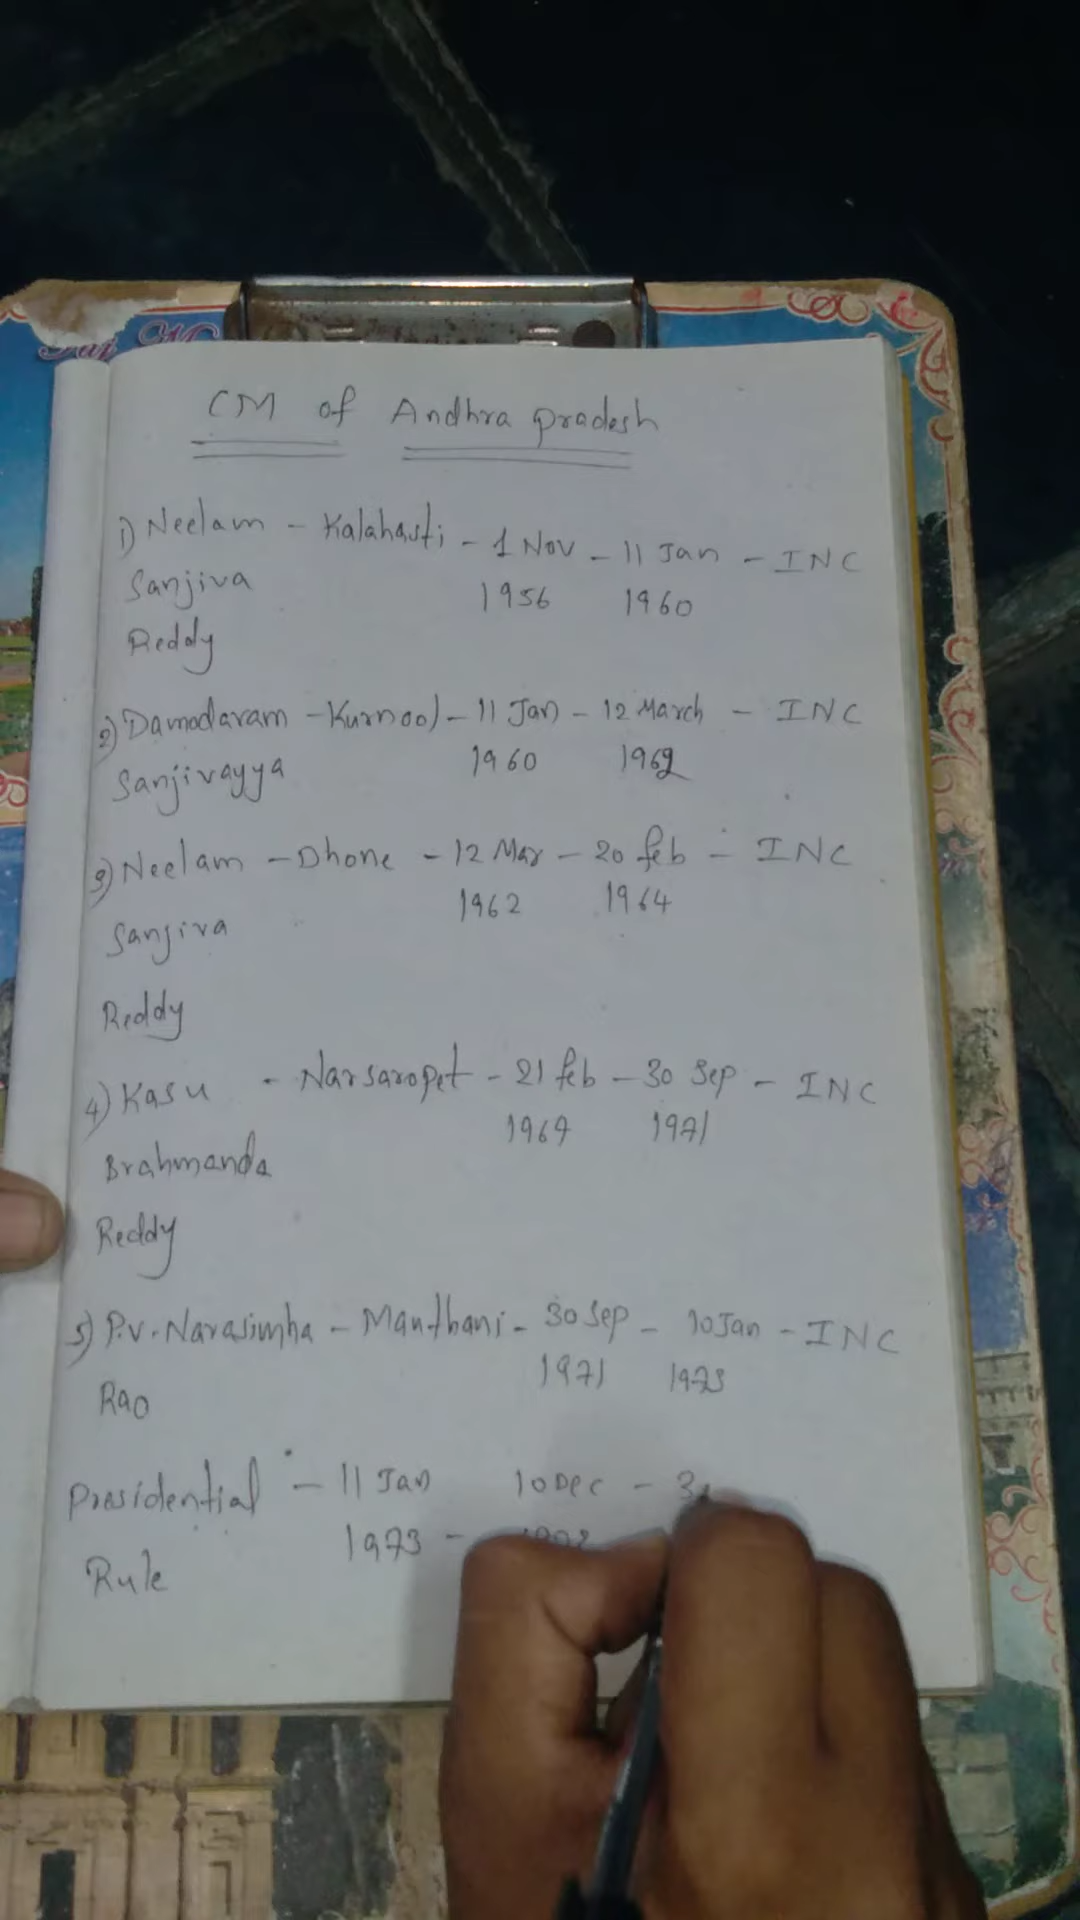 Taj M
CM of Andhra pradesh
1) Neelam - Kalahasti - 1 Nov - 11 Jan - INC
Sanjiva 1956 1960
Reddy
2) Damodaram - Kurnool - 11 Jan - 12 March - INC
Sanjivayya 1960 1962
3) Neelam - Dhone - 12 Mar - 20 feb - INC
Sanjiva 1962 1964
Reddy
4) Kasu - Narsaropet - 21 feb - 30 Sep - INC
Brahmanda 1964 1971
Reddy
5) P.V. Narasimha - Manthani - 30 Sep - 10 Jan - INC
Rao 1971 1973
Presidential - 11 Jan 10 Dec - 3
Rule 1973 -